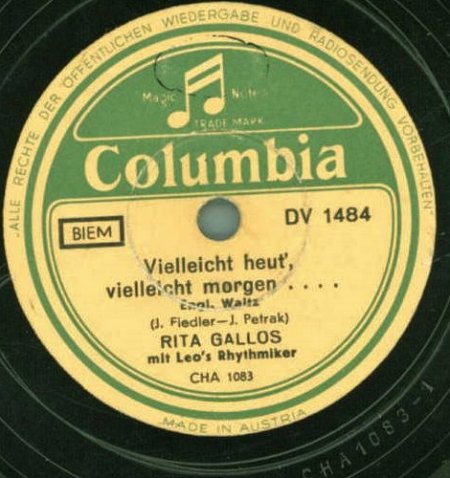 „ALLE RECHTE DER ÖFFENTLICHEN WIEDERGABE UND RADIOSENDUNG VORBEHALTEN"
Magic Notes
TRADE MARK
Columbia
BIEM
DV 1484
Vielleicht heut',
vielleicht morgen . . . .
Engl. Waltz
(J. Fiedler—J. Petrak)
RITA GALLOS
mit Leo's Rhythmiker
CHA 1083
MADE IN AUSTRIA
CHA1083-1